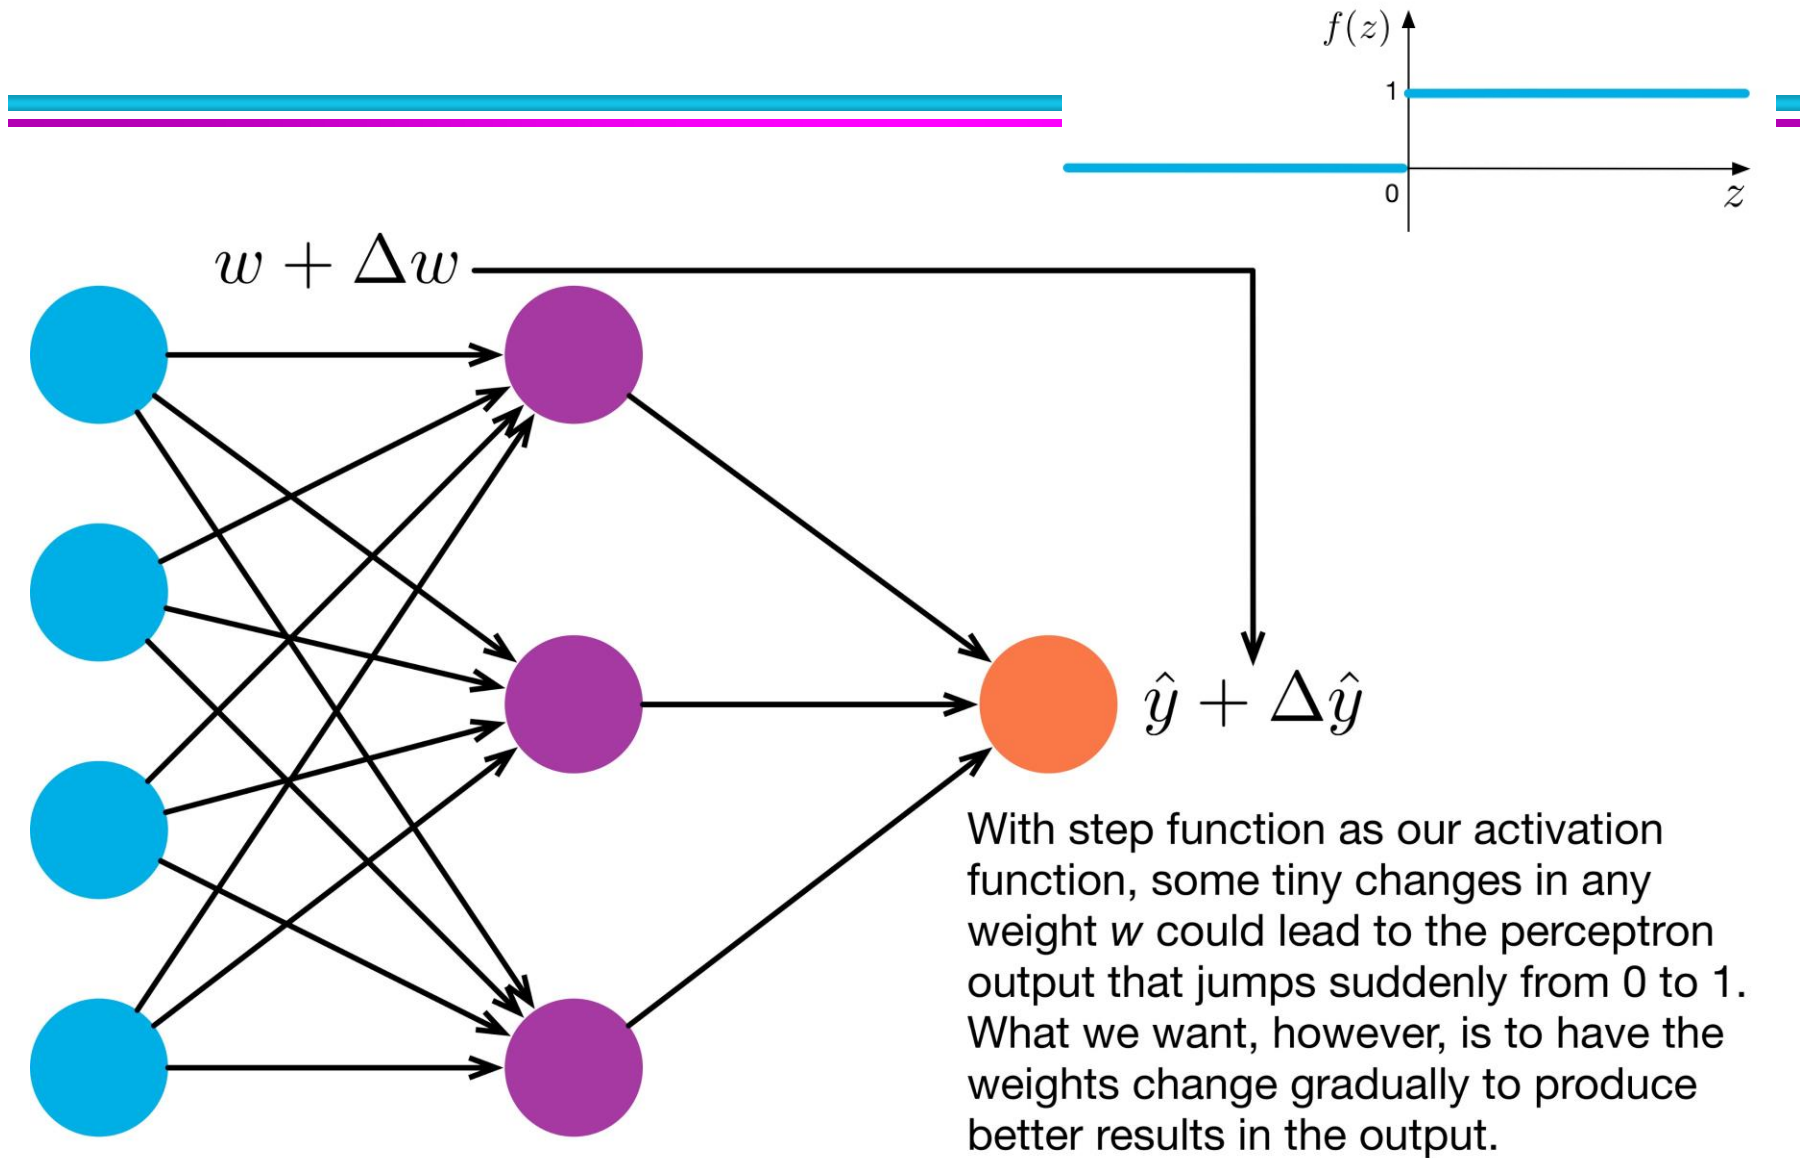 f(z)
1
0
z
w + Δw
ŷ + Δŷ
With step function as our activation
function, some tiny changes in any
weight w could lead to the perceptron
output that jumps suddenly from 0 to 1.
What we want, however, is to have the
weights change gradually to produce
better results in the output.